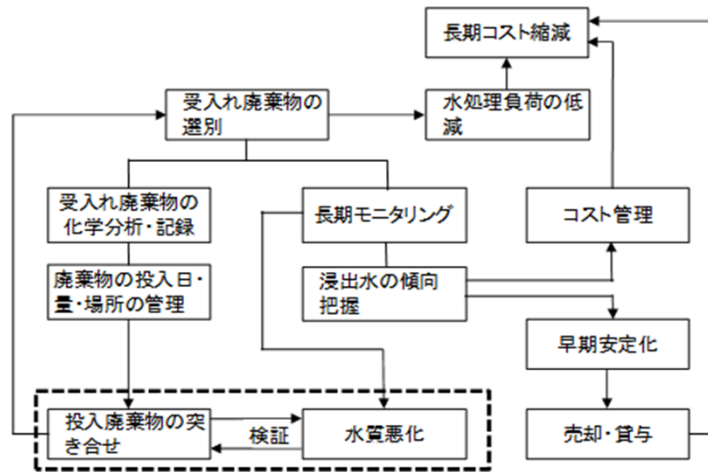 長期コスト縮減
受入れ廃棄物の
選別
水処理負荷の低
減
受入れ廃棄物の
化学分析・記録
長期モニタリング
コスト管理
廃棄物の投入日・
量・場所の管理
浸出水の傾向
把握
早期安定化
投入廃棄物の突
き合せ
検証
水質悪化
売却・貸与